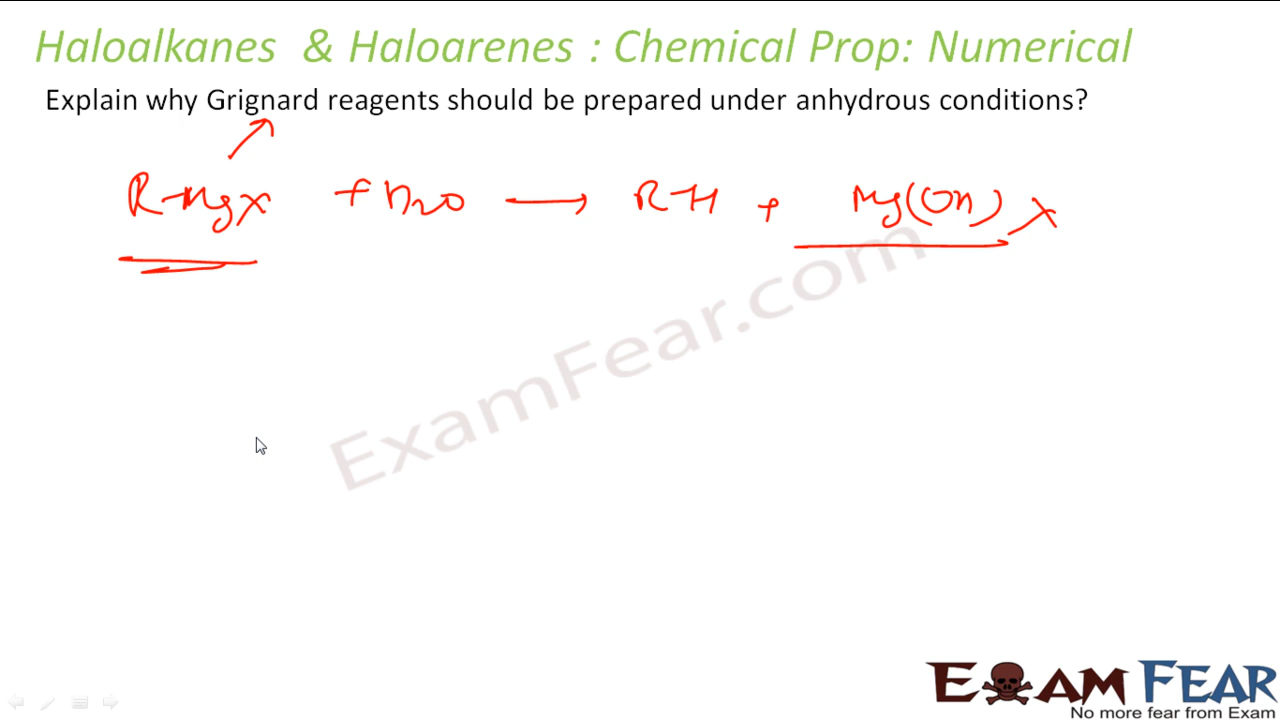 Haloalkanes & Haloarenes : Chemical Prop: Numerical
Explain why Grignard reagents should be prepared under anhydrous conditions?
R-MgX + H2O → RH + Mg(OH)X
ExamFear.com
EXAM FEAR
No more fear from Exam